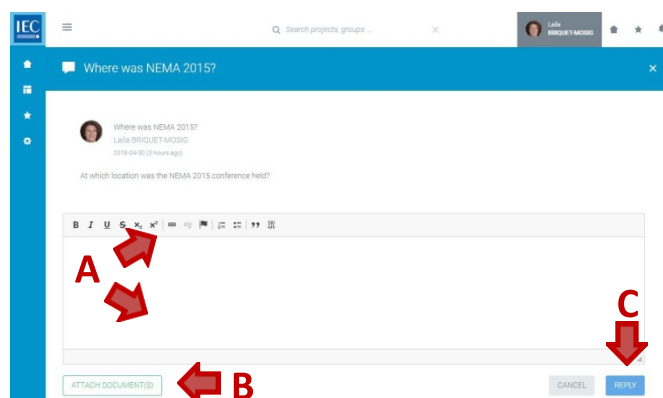 IEC
Search projects, groups ...
Laila
BRIQUET-MOSIG
Where was NEMA 2015?
Where was NEMA 2015?
Laila BRIQUET-MOSIG
2018-04-30 (3 hours ago)
At which location was the NEMA 2015 conference held?
B I U S x₂ x²
A
C
ATTACH DOCUMENT(S)
B
CANCEL
REPLY